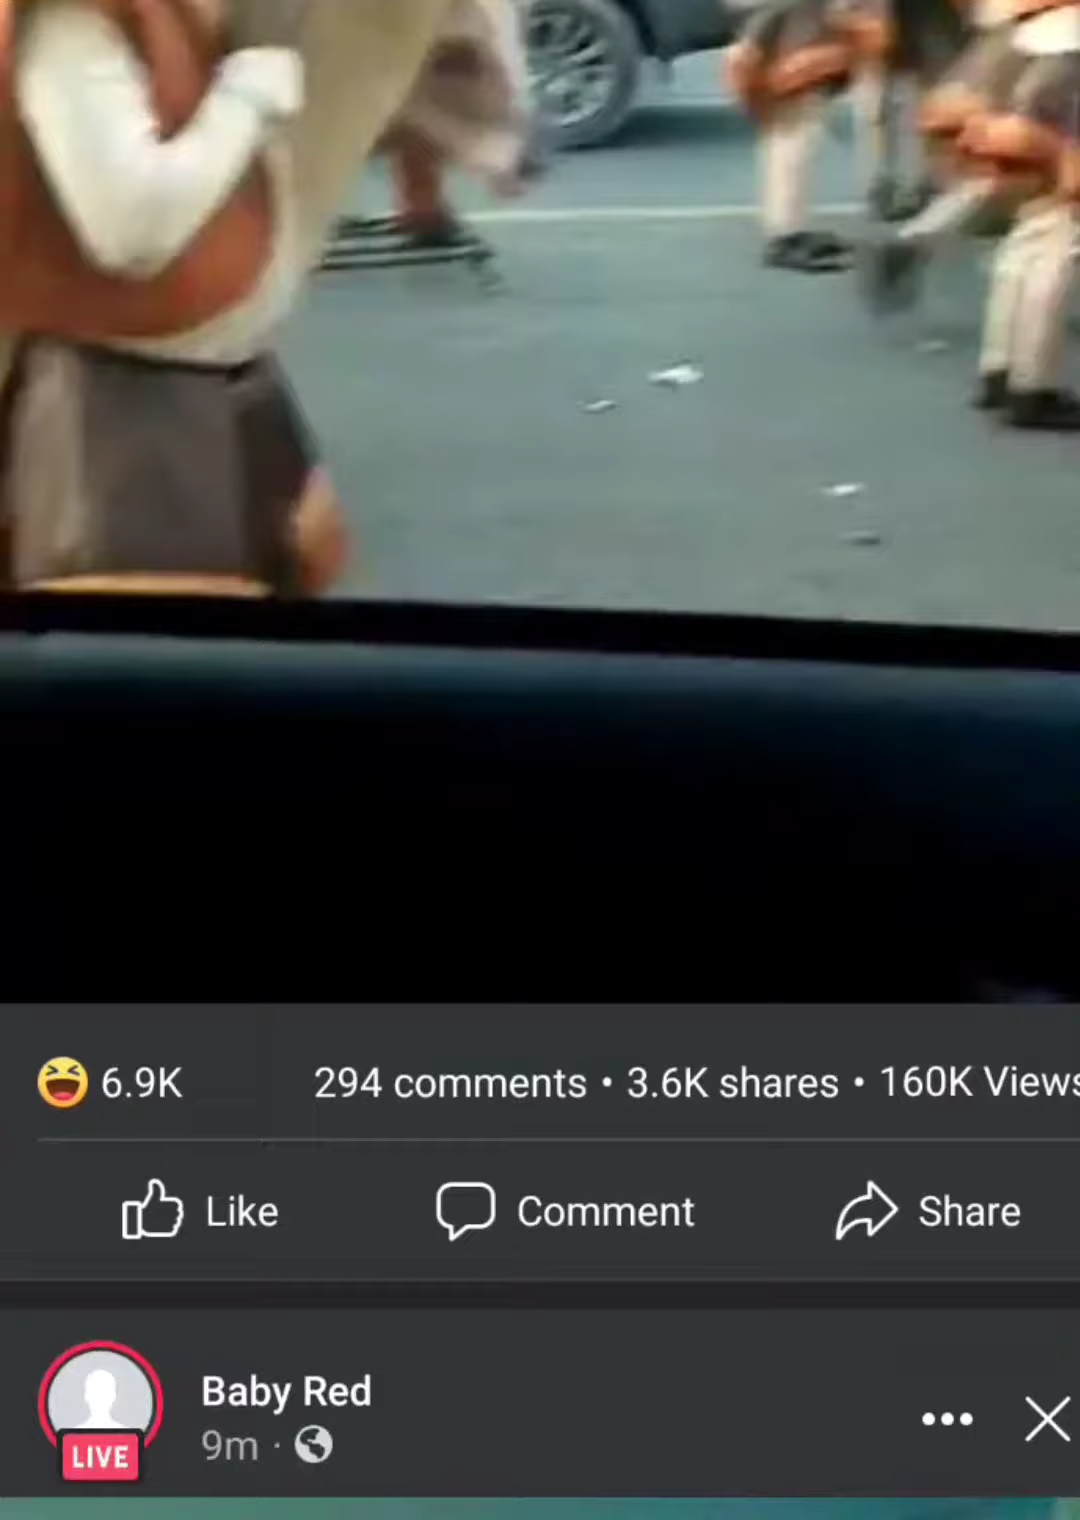 6.9K 294 comments • 3.6K shares • 160K Views
Like Comment Share
Baby Red
9m ·
LIVE